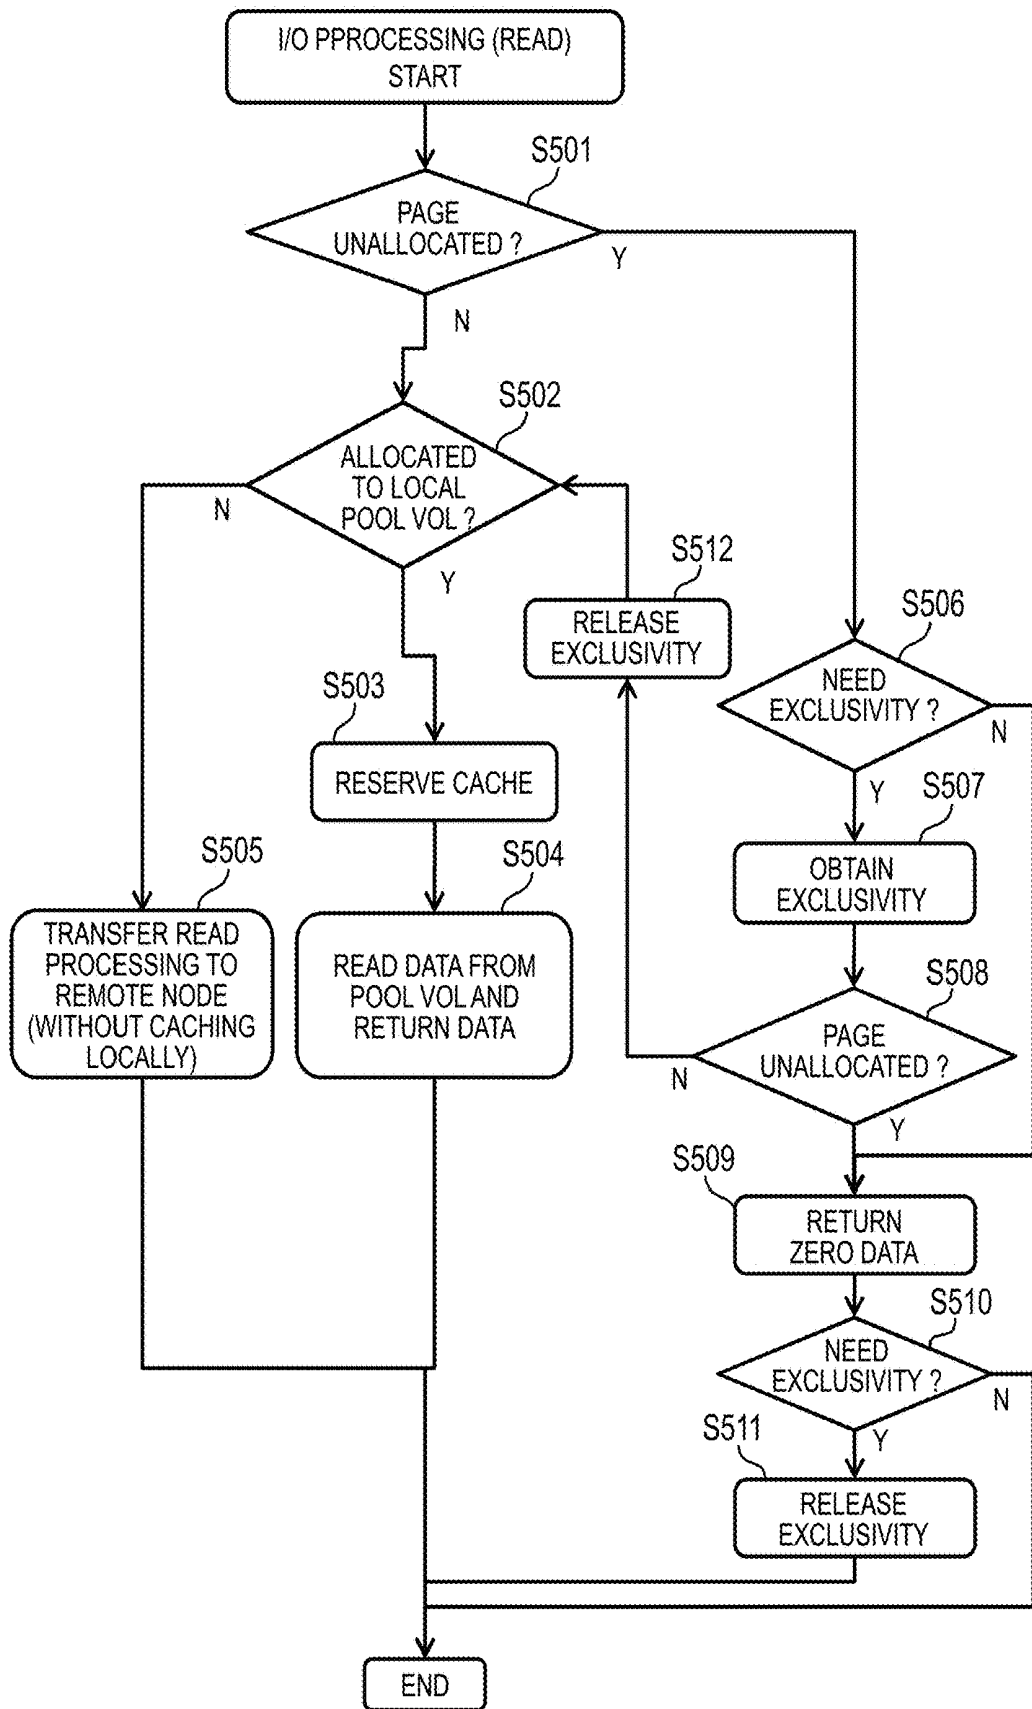 I/O PPROCESSING (READ)
START
S501
PAGE
UNALLOCATED ?
Y
N
S502
ALLOCATED
TO LOCAL
POOL VOL ?
N
Y
S512
RELEASE
EXCLUSIVITY
S506
NEED
EXCLUSIVITY ?
N
Y
S503
RESERVE CACHE
S507
OBTAIN
EXCLUSIVITY
S505
TRANSFER READ
PROCESSING TO
REMOTE NODE
(WITHOUT CACHING
LOCALLY)
S504
READ DATA FROM
POOL VOL AND
RETURN DATA
S508
PAGE
UNALLOCATED ?
N
Y
S509
RETURN
ZERO DATA
S510
NEED
EXCLUSIVITY ?
N
Y
S511
RELEASE
EXCLUSIVITY
END